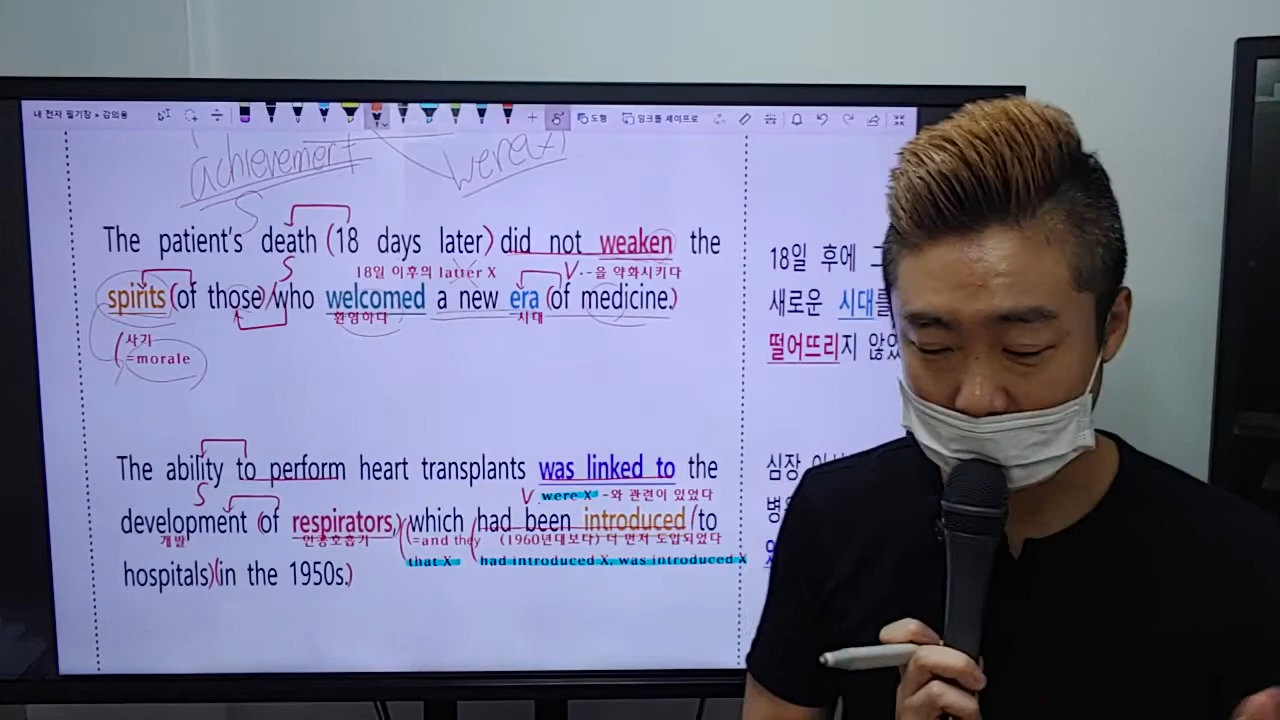 내 전자 필기장 » 강의용
도형
잉크를 셰이프로
achievement
were(x)
S
The patient's death (18 days later) did not weaken the
S
18일 이후의 latter X
V
--을 약화시키다
spirits (of those)/who welcomed a new era (of medicine.)
환영하다
시대
사기
=morale
The ability to perform heart transplants was linked to the
S
V
were X
-와 관련이 있었다
development (of respirators,)(which had been introduced (to
개발
인공호흡기
=and they
(1960년대보다) 더 먼저 도입되었다
that X
had introduced X, was introduced X
hospitals)(in the 1950s.)
18일 후에
새로운 시대를
떨어뜨리지 않았
심장